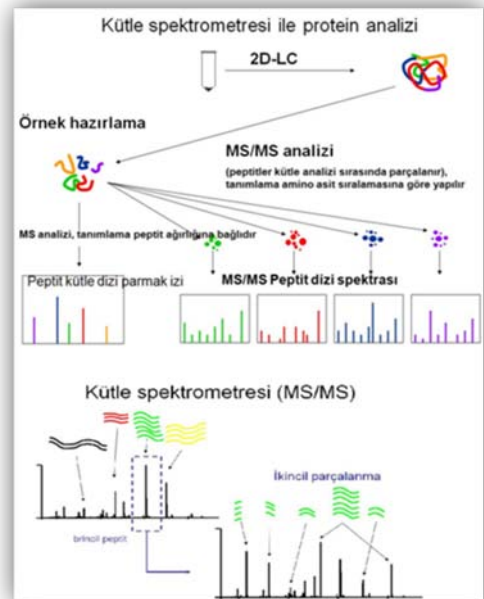 Kütle spektrometresi ile protein analizi
2D-LC
Örnek hazırlama
MS/MS analizi
(peptitler kütle analizi sırasında parçalanır),
tanımlama amino asit sıralamasına göre yapılır
MS analizi, tanımlama peptit ağırlığına bağlıdır
Peptit kütle dizi parmak izi
MS/MS Peptit dizi spektrası
Kütle spektrometresi (MS/MS)
İkincil parçalanma
brincil peptit